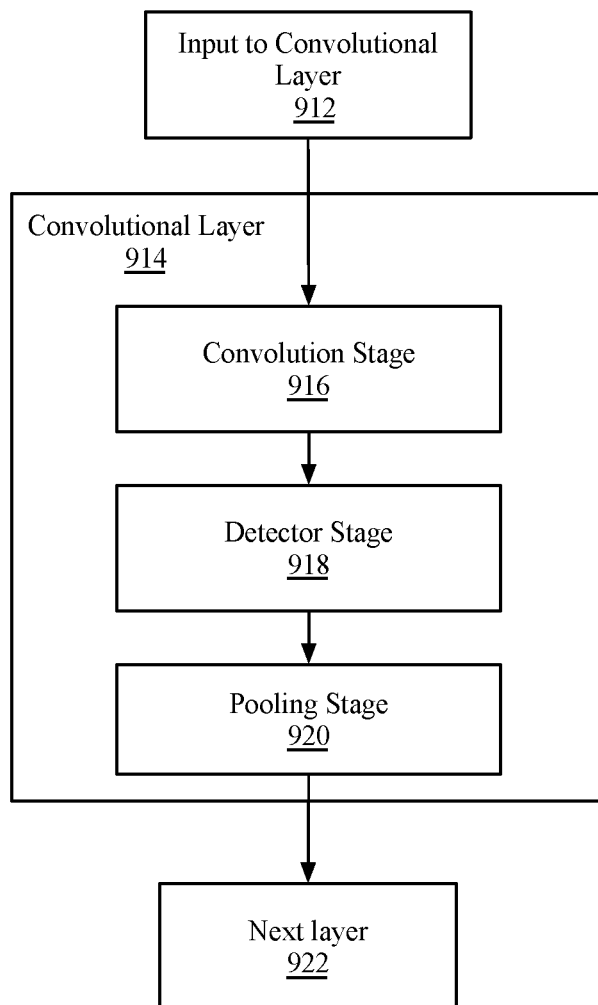 Input to Convolutional
Layer
912
Convolutional Layer
914
Convolution Stage
916
Detector Stage
918
Pooling Stage
920
Next layer
922